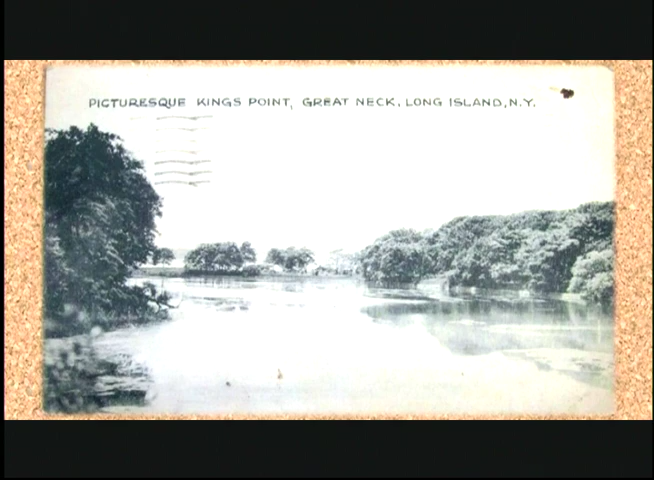 PICTURESQUE KINGS POINT, GREAT NECK, LONG ISLAND, N.Y.